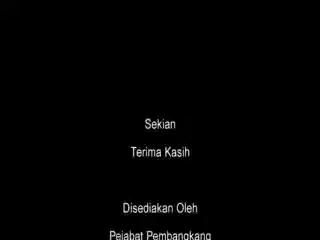 Sekian
Terima Kasih
Disediakan Oleh
Pejabat Pembangkang